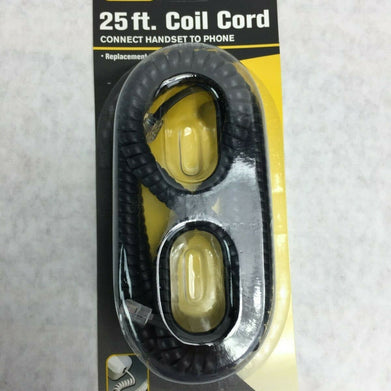 25 ft. Coil Cord
CONNECT HANDSET TO PHONE
• Replacement